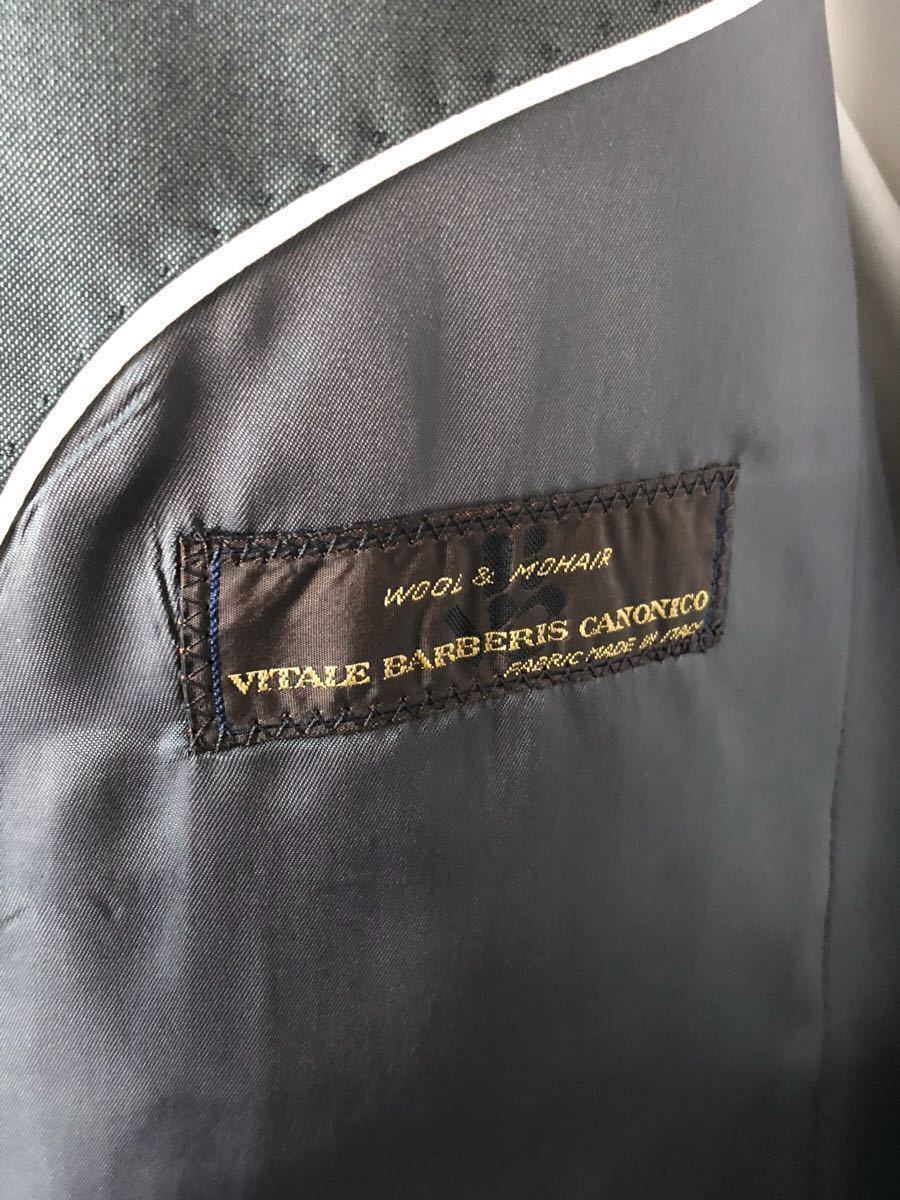 WOOL & MOHAIR
VITALE BARBERIS CANONICO
FABRIC MADE IN ITALY